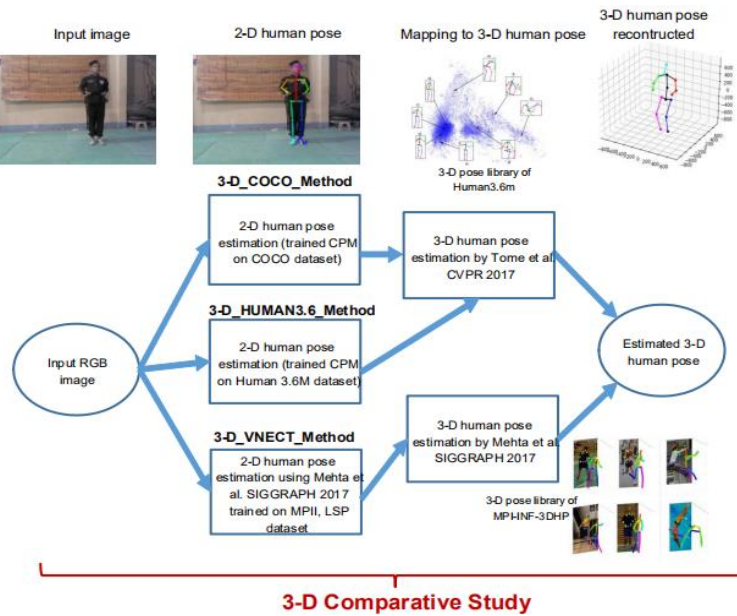 Input image
2-D human pose
Mapping to 3-D human pose
3-D human pose
recontructed
3-D pose library of
Human3.6m
3-D_COCO_Method
2-D human pose
estimation (trained CPM
on COCO dataset)
3-D human pose
estimation by Tome et al.
CVPR 2017
3-D_HUMAN3.6_Method
2-D human pose
estimation (trained CPM
on Human 3.6M dataset)
Input RGB
image
Estimated 3-D
human pose
3-D_VNECT_Method
2-D human pose
estimation using Mehta et
al. SIGGRAPH 2017
trained on MPII, LSP
dataset
3-D human pose
estimation by Mehta et al.
SIGGRAPH 2017
3-D pose library of
MPI-INF-3DHP
3-D Comparative Study